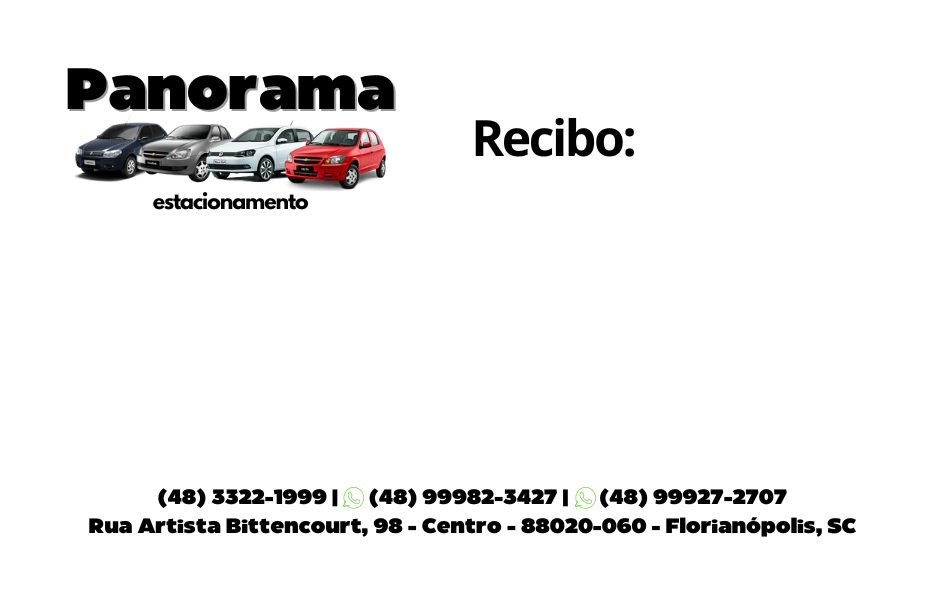 Panorama
estacionamento
Recibo:
(48) 3322-1999 | (48) 99982-3427 | (48) 99927-2707
Rua Artista Bittencourt, 98 - Centro - 88020-060 - Florianópolis, SC